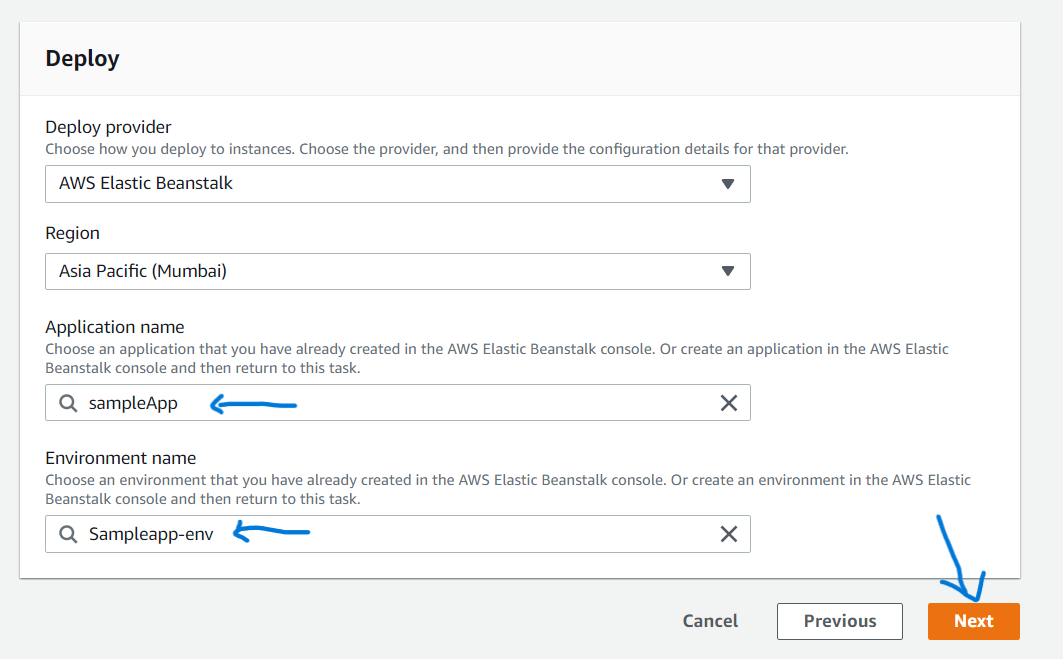 Deploy
Deploy provider
Choose how you deploy to instances. Choose the provider, and then provide the configuration details for that provider.
AWS Elastic Beanstalk
Region
Asia Pacific (Mumbai)
Application name
Choose an application that you have already created in the AWS Elastic Beanstalk console. Or create an application in the AWS Elastic
Beanstalk console and then return to this task.
sampleApp
Environment name
Choose an environment that you have already created in the AWS Elastic Beanstalk console. Or create an environment in the AWS Elastic
Beanstalk console and then return to this task.
Sampleapp-env
Cancel Previous Next